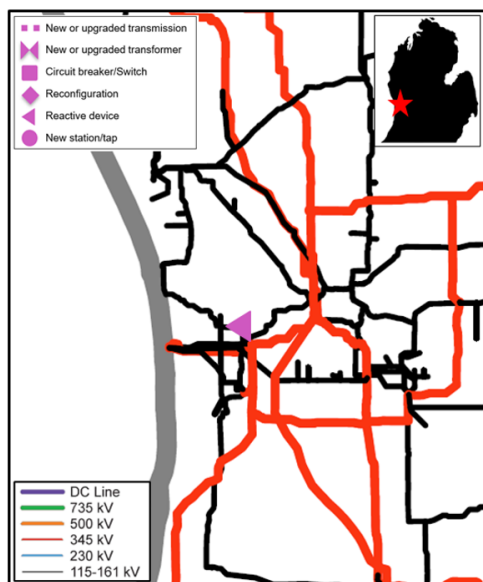 New or upgraded transmission
New or upgraded transformer
Circuit breaker/Switch
Reconfiguration
Reactive device
New station/tap
DC Line
735 kV
500 kV
345 kV
230 kV
115-161 kV